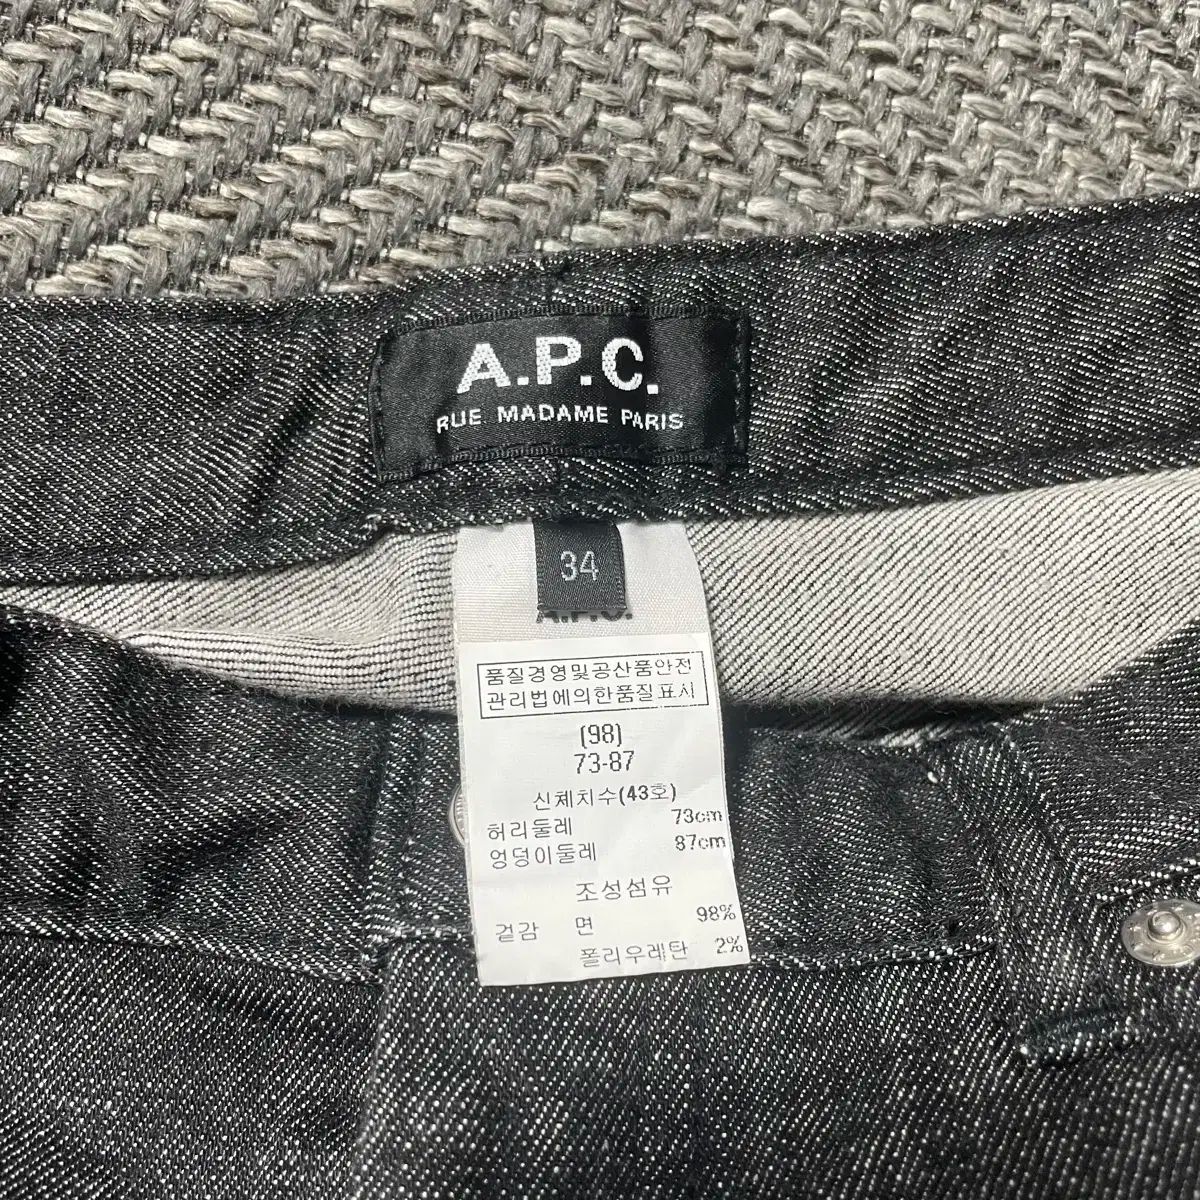 A.P.C.
RUE MADAME PARIS
34
A.P.C.
품질경영및공산품안전
관리법에의한품질표시
(98)
73-87
신체치수(43호)
허리둘레 73cm
엉덩이둘레 87cm
조성섬유
겉감 면 98%
폴리우레탄 2%